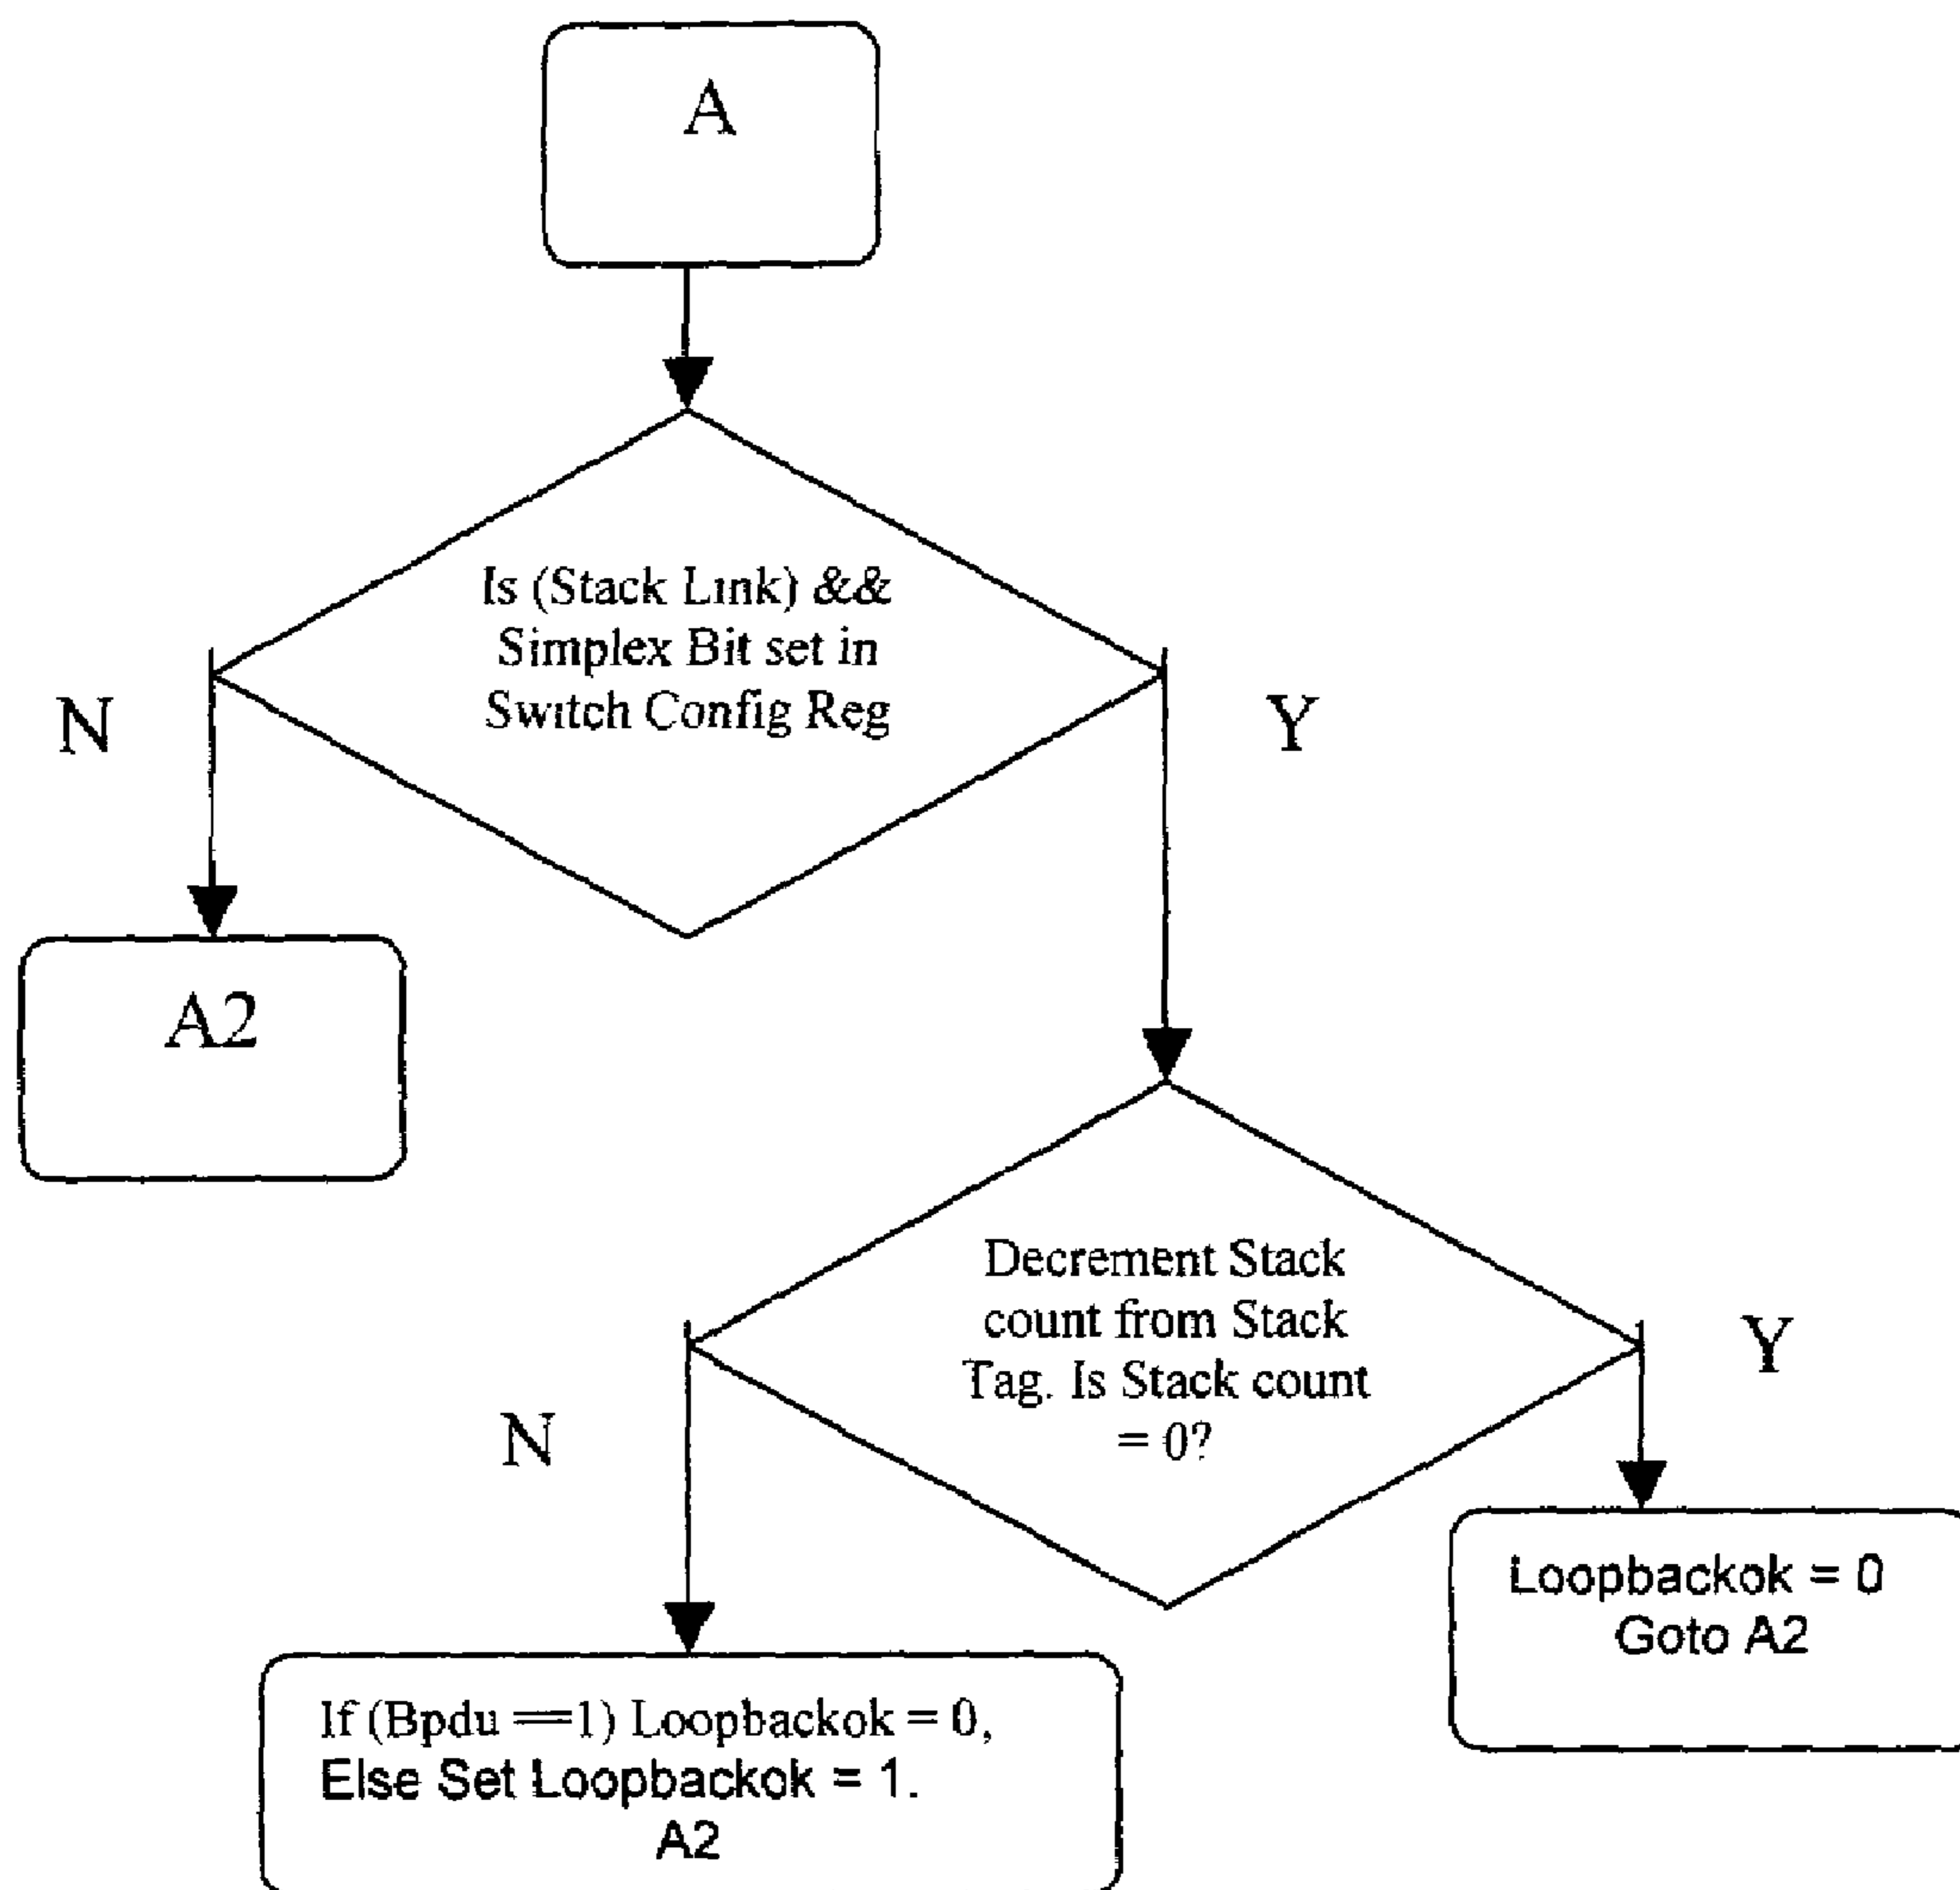 A
Is (Stack Link) &&
Simplex Bit set in
Switch Config Reg
N
Y
A2
Decrement Stack
count from Stack
Tag. Is Stack count
= 0?
N
Y
Loopbackok = 0
Goto A2
If (Bpdu ==1) Loopbackok = 0,
Else Set Loopbackok = 1.
A2